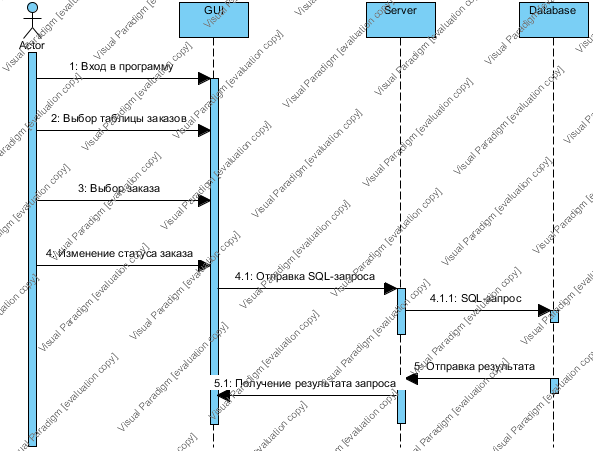 GUI
Server
Database
Actor
1: Вход в программу
2: Выбор таблицы заказов
3: Выбор заказа
4: Изменение статуса заказа
4.1: Отправка SQL-запроса
4.1.1: SQL-запрос
5: Отправка результата
5.1: Получение результата запроса
Visual Paradigm [evaluation copy]